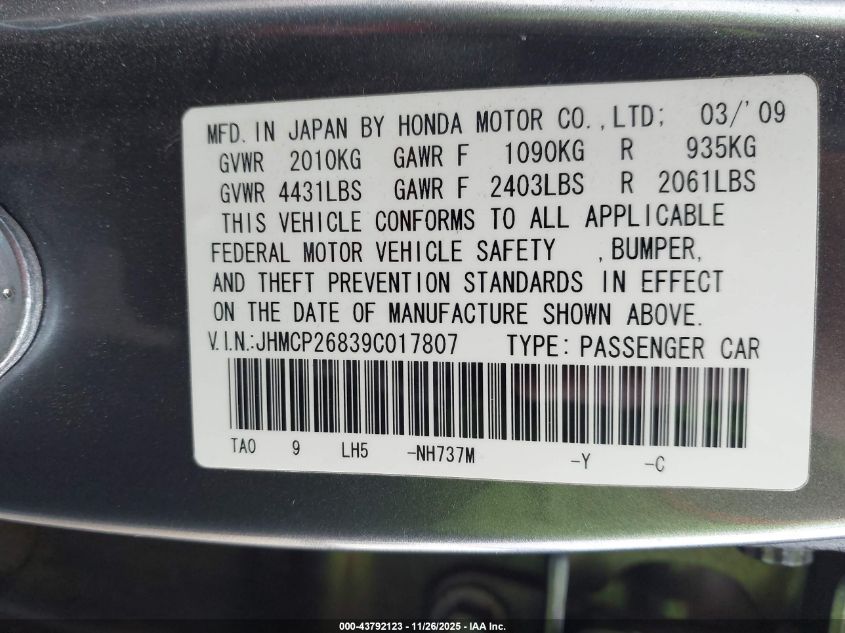 MFD. IN JAPAN BY HONDA MOTOR CO.,LTD; 03/'09
GVWR 2010KG GAWR F 1090KG R 935KG
GVWR 4431LBS GAWR F 2403LBS R 2061LBS
THIS VEHICLE CONFORMS TO ALL APPLICABLE
FEDERAL MOTOR VEHICLE SAFETY ,BUMPER,
AND THEFT PREVENTION STANDARDS IN EFFECT
ON THE DATE OF MANUFACTURE SHOWN ABOVE.
V.I.N.:JHMCP26839C017807 TYPE: PASSENGER CAR
TA0 9 LH5 -NH737M -Y -C
000-43792123 - 11/26/2025 - IAA Inc.